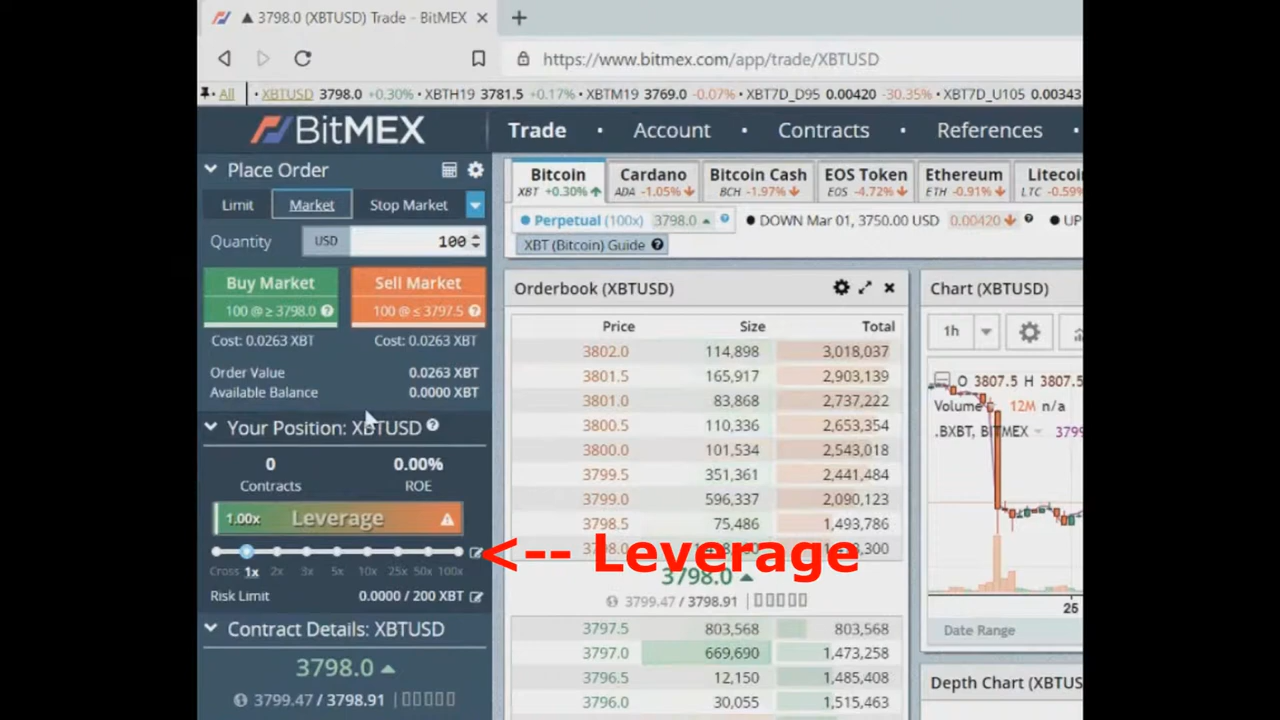 ▲ 3798.0 (XBTUSD) Trade - BitMEX
https://www.bitmex.com/app/trade/XBTUSD
All · XBTUSD 3798.0 +0.30% · XBTH19 3781.5 +0.17% · XBTM19 3769.0 -0.07% · XBT7D_D95 0.00420 -30.35% · XBT7D_U105 0.00343
BitMEX
Trade · Account · Contracts · References ·
Place Order
Limit Market Stop Market
Quantity USD 100
Buy Market Sell Market
100 @ ≥ 3798.0 100 @ ≤ 3797.5
Cost: 0.0263 XBT Cost: 0.0263 XBT
Order Value 0.0263 XBT
Available Balance 0.0000 XBT
Your Position: XBTUSD
0 0.00%
Contracts ROE
1.00x Leverage
Cross 1x 2x 3x 5x 10x 25x 50x 100x
Risk Limit 0.0000 / 200 XBT
Contract Details: XBTUSD
3798.0
3799.47 / 3798.91
Bitcoin Cardano Bitcoin Cash EOS Token Ethereum Litecoi
XBT +0.30% ADA -1.05% BCH -1.97% EOS -4.72% ETH -0.91% LTC -0.59%
Perpetual (100x) 3798.0 DOWN Mar 01, 3750.00 USD 0.00420 UP
XBT (Bitcoin) Guide
Orderbook (XBTUSD)
Price Size Total
3802.0 114,898 3,018,037
3801.5 165,917 2,903,139
3801.0 83,868 2,737,222
3800.5 110,336 2,653,354
3800.0 101,534 2,543,018
3799.5 351,361 2,441,484
3799.0 596,337 2,090,123
3798.5 75,486 1,493,786
<-- Leverage
3798.0
3799.47 / 3798.91
3797.5 803,568 803,568
3797.0 669,690 1,473,258
3796.5 12,150 1,485,408
3796.0 30,055 1,515,463
Chart (XBTUSD)
1h
O 3807.5 H 3807.5
Volume 12M n/a
.BXBT, BITMEX 3799
25
Date Range
Depth Chart (XBTUSD